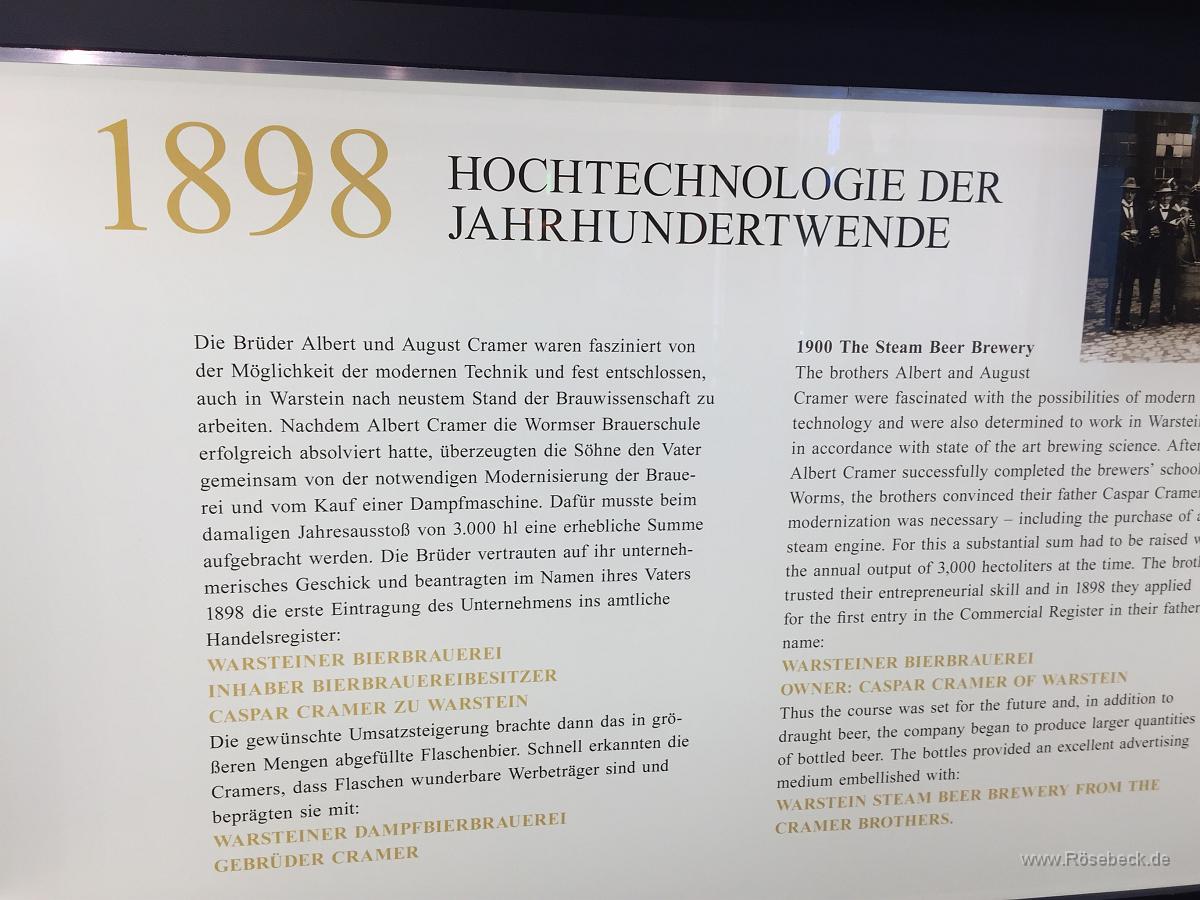 1898
HOCHTECHNOLOGIE DER
JAHRHUNDERTWENDE
Die Brüder Albert und August Cramer waren fasziniert von
der Möglichkeit der modernen Technik und fest entschlossen,
auch in Warstein nach neustem Stand der Brauwissenschaft zu
arbeiten. Nachdem Albert Cramer die Wormser Brauerschule
erfolgreich absolviert hatte, überzeugten die Söhne den Vater
gemeinsam von der notwendigen Modernisierung der Braue-
rei und vom Kauf einer Dampfmaschine. Dafür musste beim
damaligen Jahresausstoß von 3.000 hl eine erhebliche Summe
aufgebracht werden. Die Brüder vertrauten auf ihr unterneh-
merisches Geschick und beantragten im Namen ihres Vaters
1898 die erste Eintragung des Unternehmens ins amtliche
Handelsregister:
WARSTEINER BIERBRAUEREI
INHABER BIERBRAUEREIBESITZER
CASPAR CRAMER ZU WARSTEIN
Die gewünschte Umsatzsteigerung brachte dann das in grö-
ßeren Mengen abgefüllte Flaschenbier. Schnell erkannten die
Cramers, dass Flaschen wunderbare Werbeträger sind und
beprägten sie mit:
WARSTEINER DAMPFBIERBRAUEREI
GEBRÜDER CRAMER
1900 The Steam Beer Brewery
The brothers Albert and August
Cramer were fascinated with the possibilities of modern
technology and were also determined to work in Warstei
in accordance with state of the art brewing science. After
Albert Cramer successfully completed the brewers' school
Worms, the brothers convinced their father Caspar Cramer
modernization was necessary – including the purchase of a
steam engine. For this a substantial sum had to be raised w
the annual output of 3,000 hectoliters at the time. The broth
trusted their entrepreneurial skill and in 1898 they applied
for the first entry in the Commercial Register in their father
name:
WARSTEINER BIERBRAUEREI
OWNER: CASPAR CRAMER OF WARSTEIN
Thus the course was set for the future and, in addition to
draught beer, the company began to produce larger quantities
of bottled beer. The bottles provided an excellent advertising
medium embellished with:
WARSTEIN STEAM BEER BREWERY FROM THE
CRAMER BROTHERS.
www.Rösebeck.de